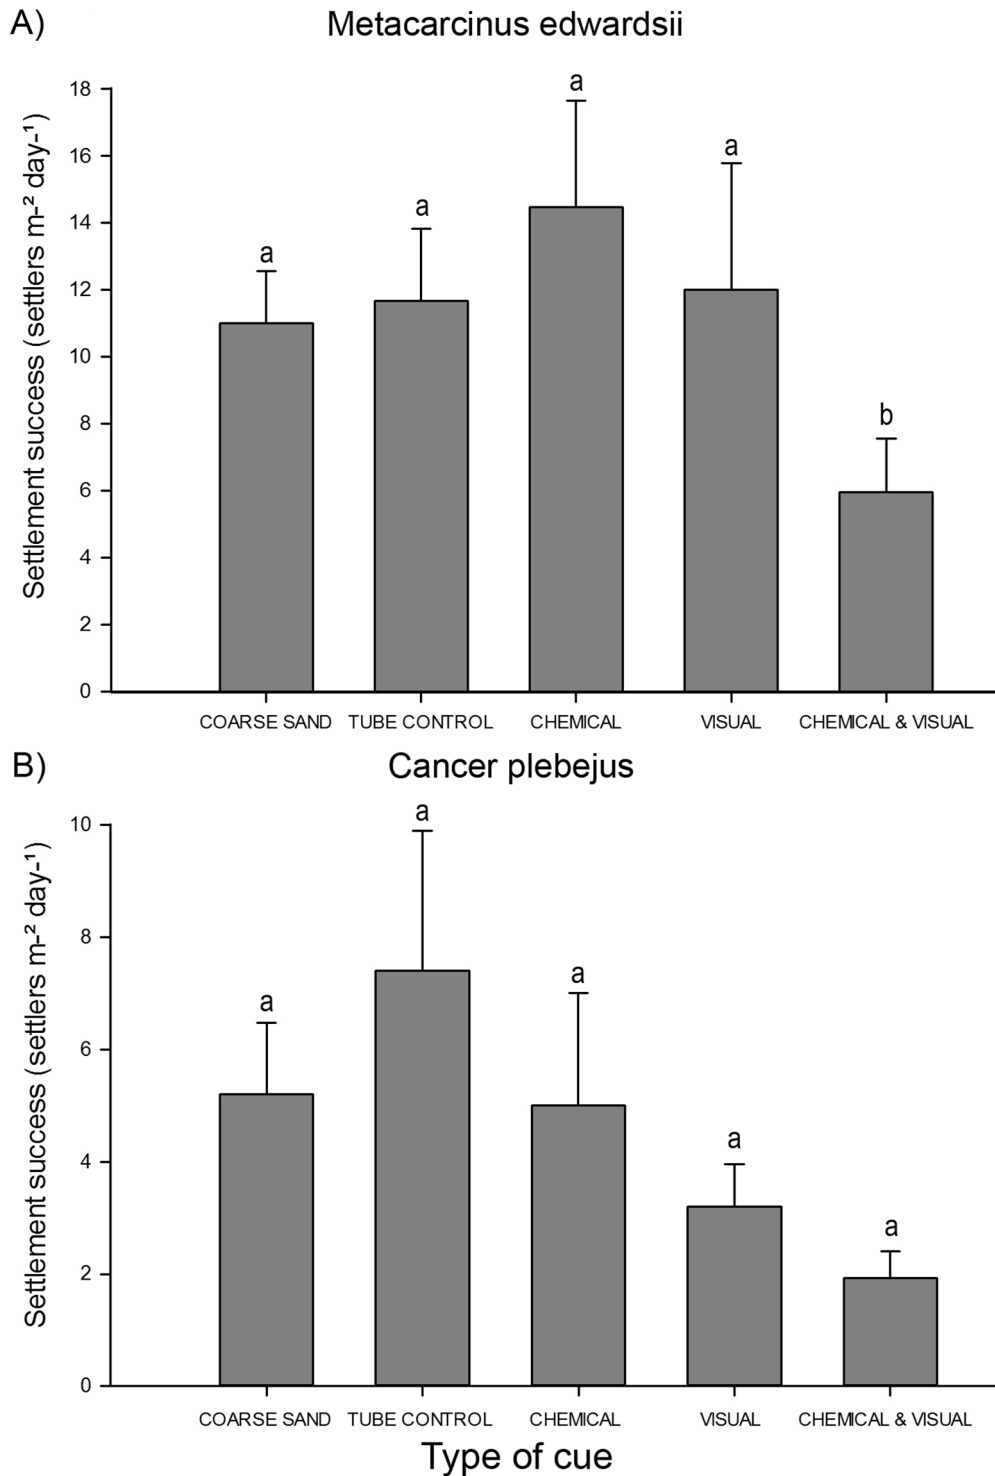 A)
Metacarcinus edwardsii
Settlement success (settlers m-² day-¹)
18
16
14
12
10
8
6
4
2
0
a
a
a
a
b
COARSE SAND
TUBE CONTROL
CHEMICAL
VISUAL
CHEMICAL & VISUAL
B)
Cancer plebejus
Settlement success (settlers m-² day-¹)
10
8
6
4
2
0
a
a
a
a
a
COARSE SAND
TUBE CONTROL
CHEMICAL
VISUAL
CHEMICAL & VISUAL
Type of cue